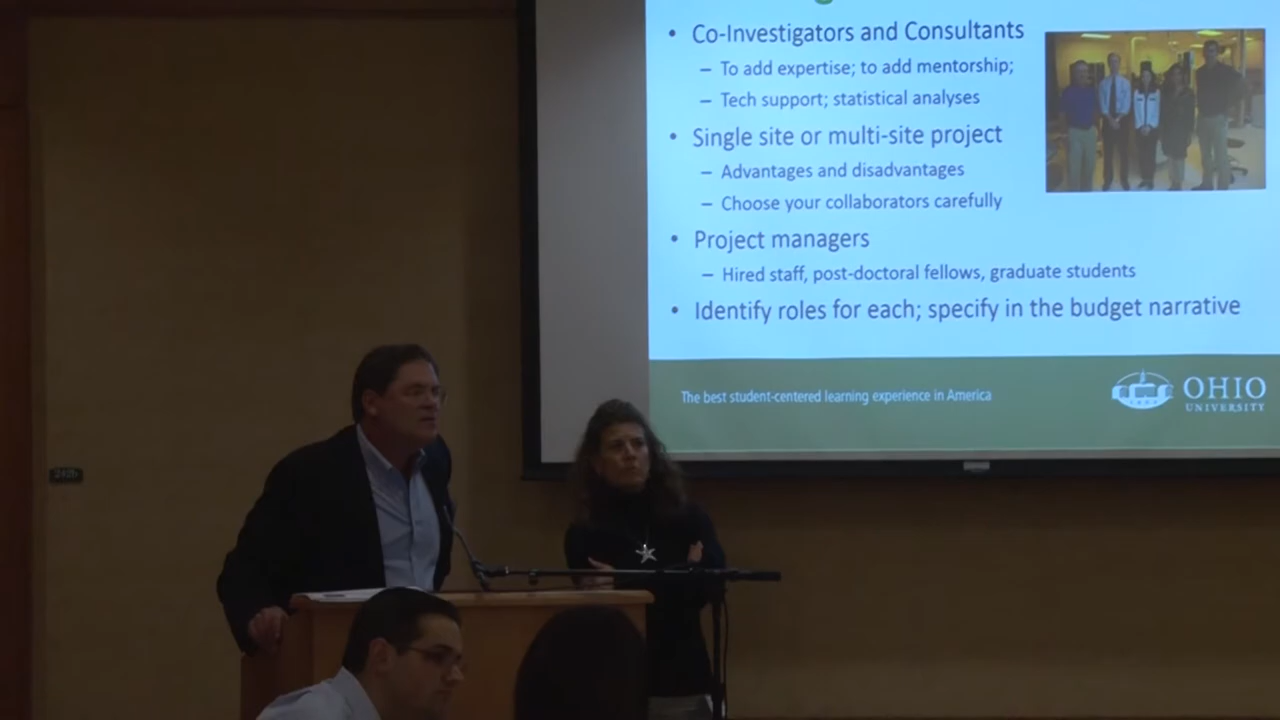 • Co-Investigators and Consultants
– To add expertise; to add mentorship;
– Tech support; statistical analyses
• Single site or multi-site project
– Advantages and disadvantages
– Choose your collaborators carefully
• Project managers
– Hired staff, post-doctoral fellows, graduate students
• Identify roles for each; specify in the budget narrative
The best student-centered learning experience in America
OHIO
UNIVERSITY